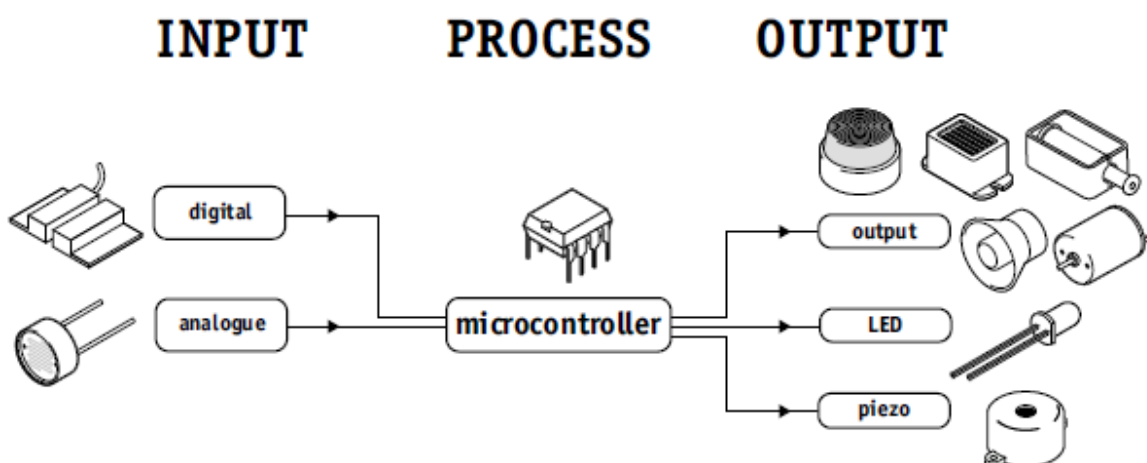 INPUT PROCESS OUTPUT
digital
output
analogue
microcontroller
LED
piezo